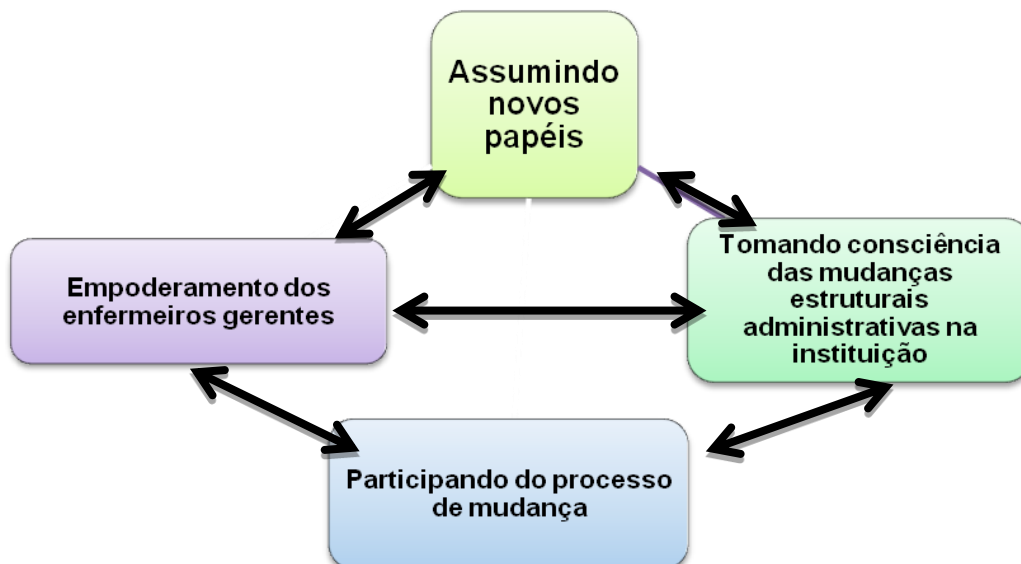 Assumindo
novos
papéis
Empoderamento dos
enfermeiros gerentes
Tomando consciência
das mudanças
estruturais
administrativas na
instituição
Participando do processo
de mudança